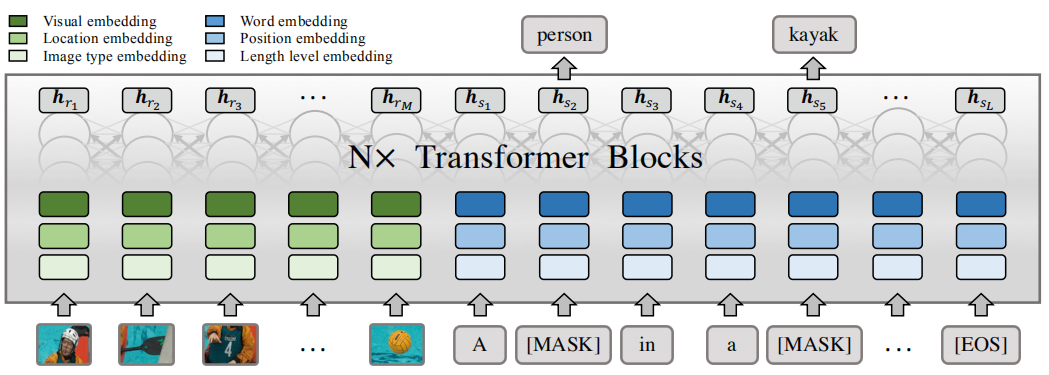 Visual embedding Word embedding
Location embedding Position embedding
Image type embedding Length level embedding
person kayak
h_{r_1} h_{r_2} h_{r_3} ... h_{r_M} h_{s_1} h_{s_2} h_{s_3} h_{s_4} h_{s_5} ... h_{s_L}
N× Transformer Blocks
4
... A [MASK] in a [MASK] ... [EOS]